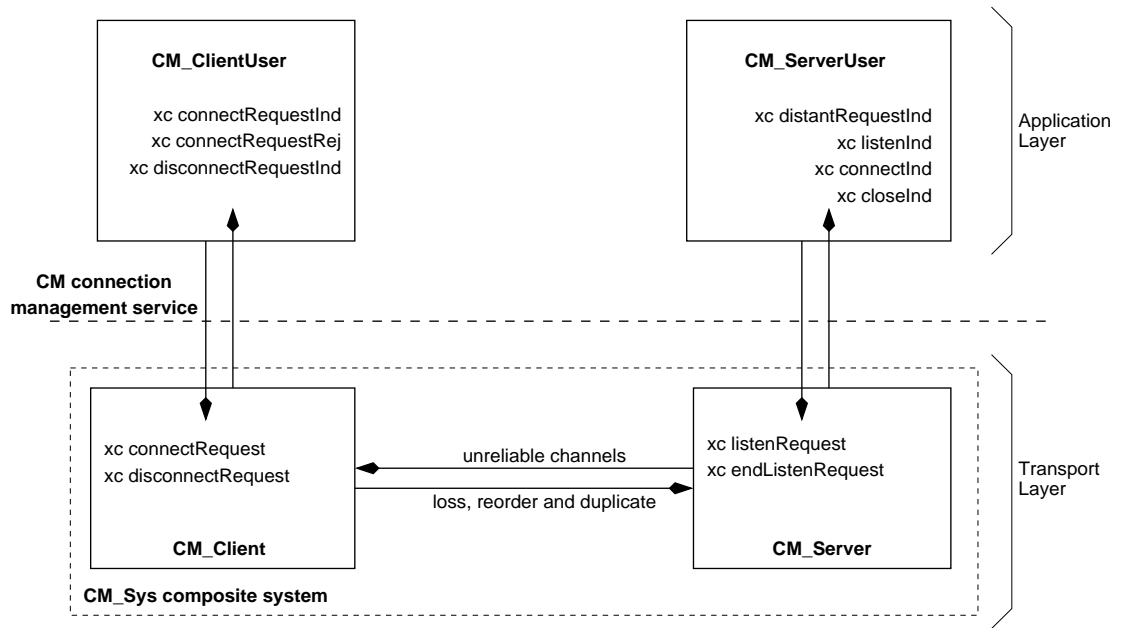 CM_ClientUser
xc connectRequestInd
xc connectRequestRej
xc disconnectRequestInd
CM_ServerUser
xc distantRequestInd
xc listenInd
xc connectInd
xc closeInd
Application
Layer
CM connection
management service
xc connectRequest
xc disconnectRequest
CM_Client
unreliable channels
loss, reorder and duplicate
xc listenRequest
xc endListenRequest
CM_Server
Transport
Layer
CM_Sys composite system